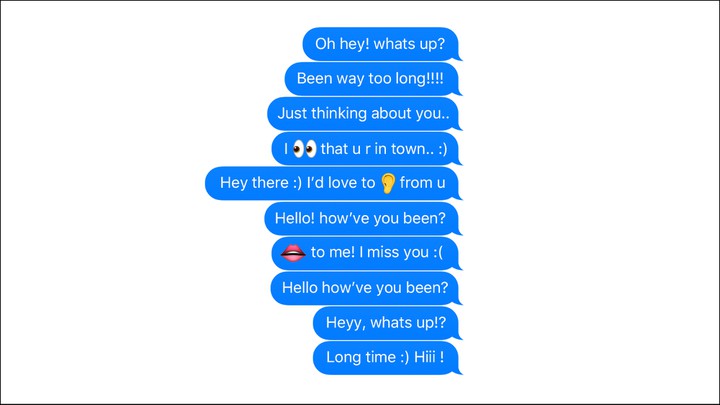 Oh hey! whats up?
Been way too long!!!!
Just thinking about you..
I 👀 that u r in town.. :)
Hey there :) I’d love to 👂 from u
Hello! how’ve you been?
👄 to me! I miss you :(
Hello how’ve you been?
Heyy, whats up!?
Long time :) Hiii !